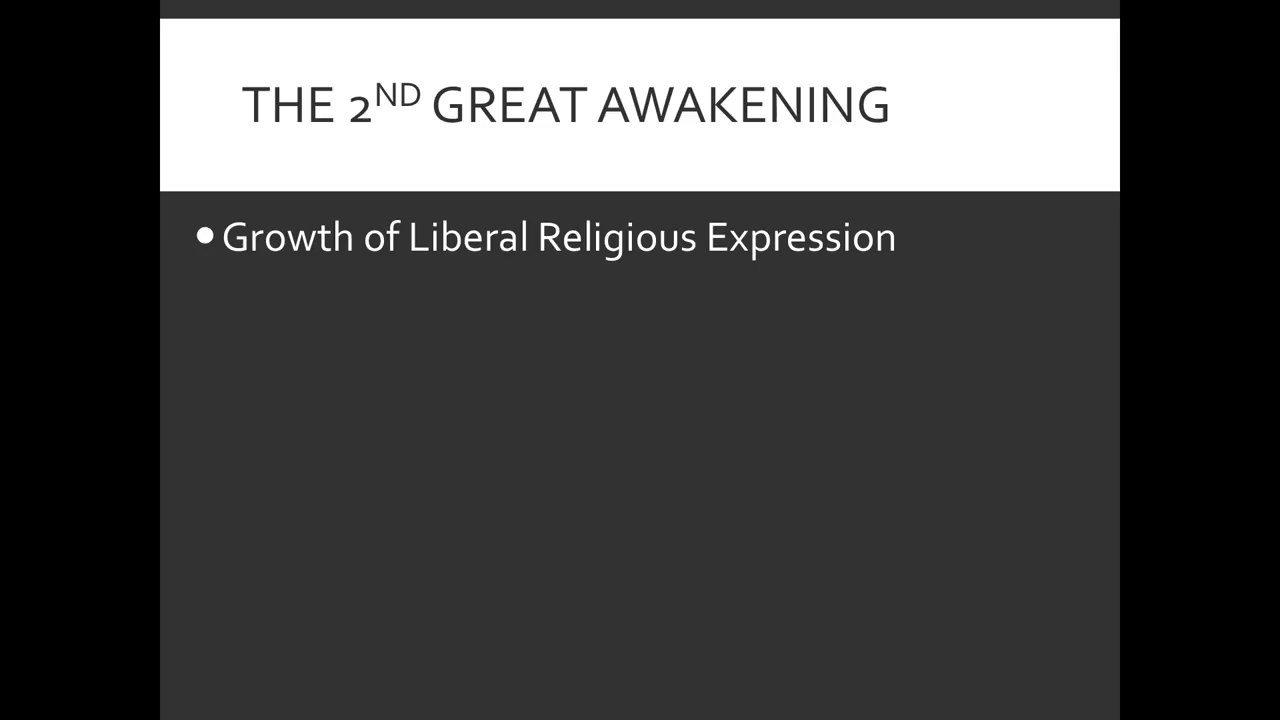 THE 2ND GREAT AWAKENING
•Growth of Liberal Religious Expression